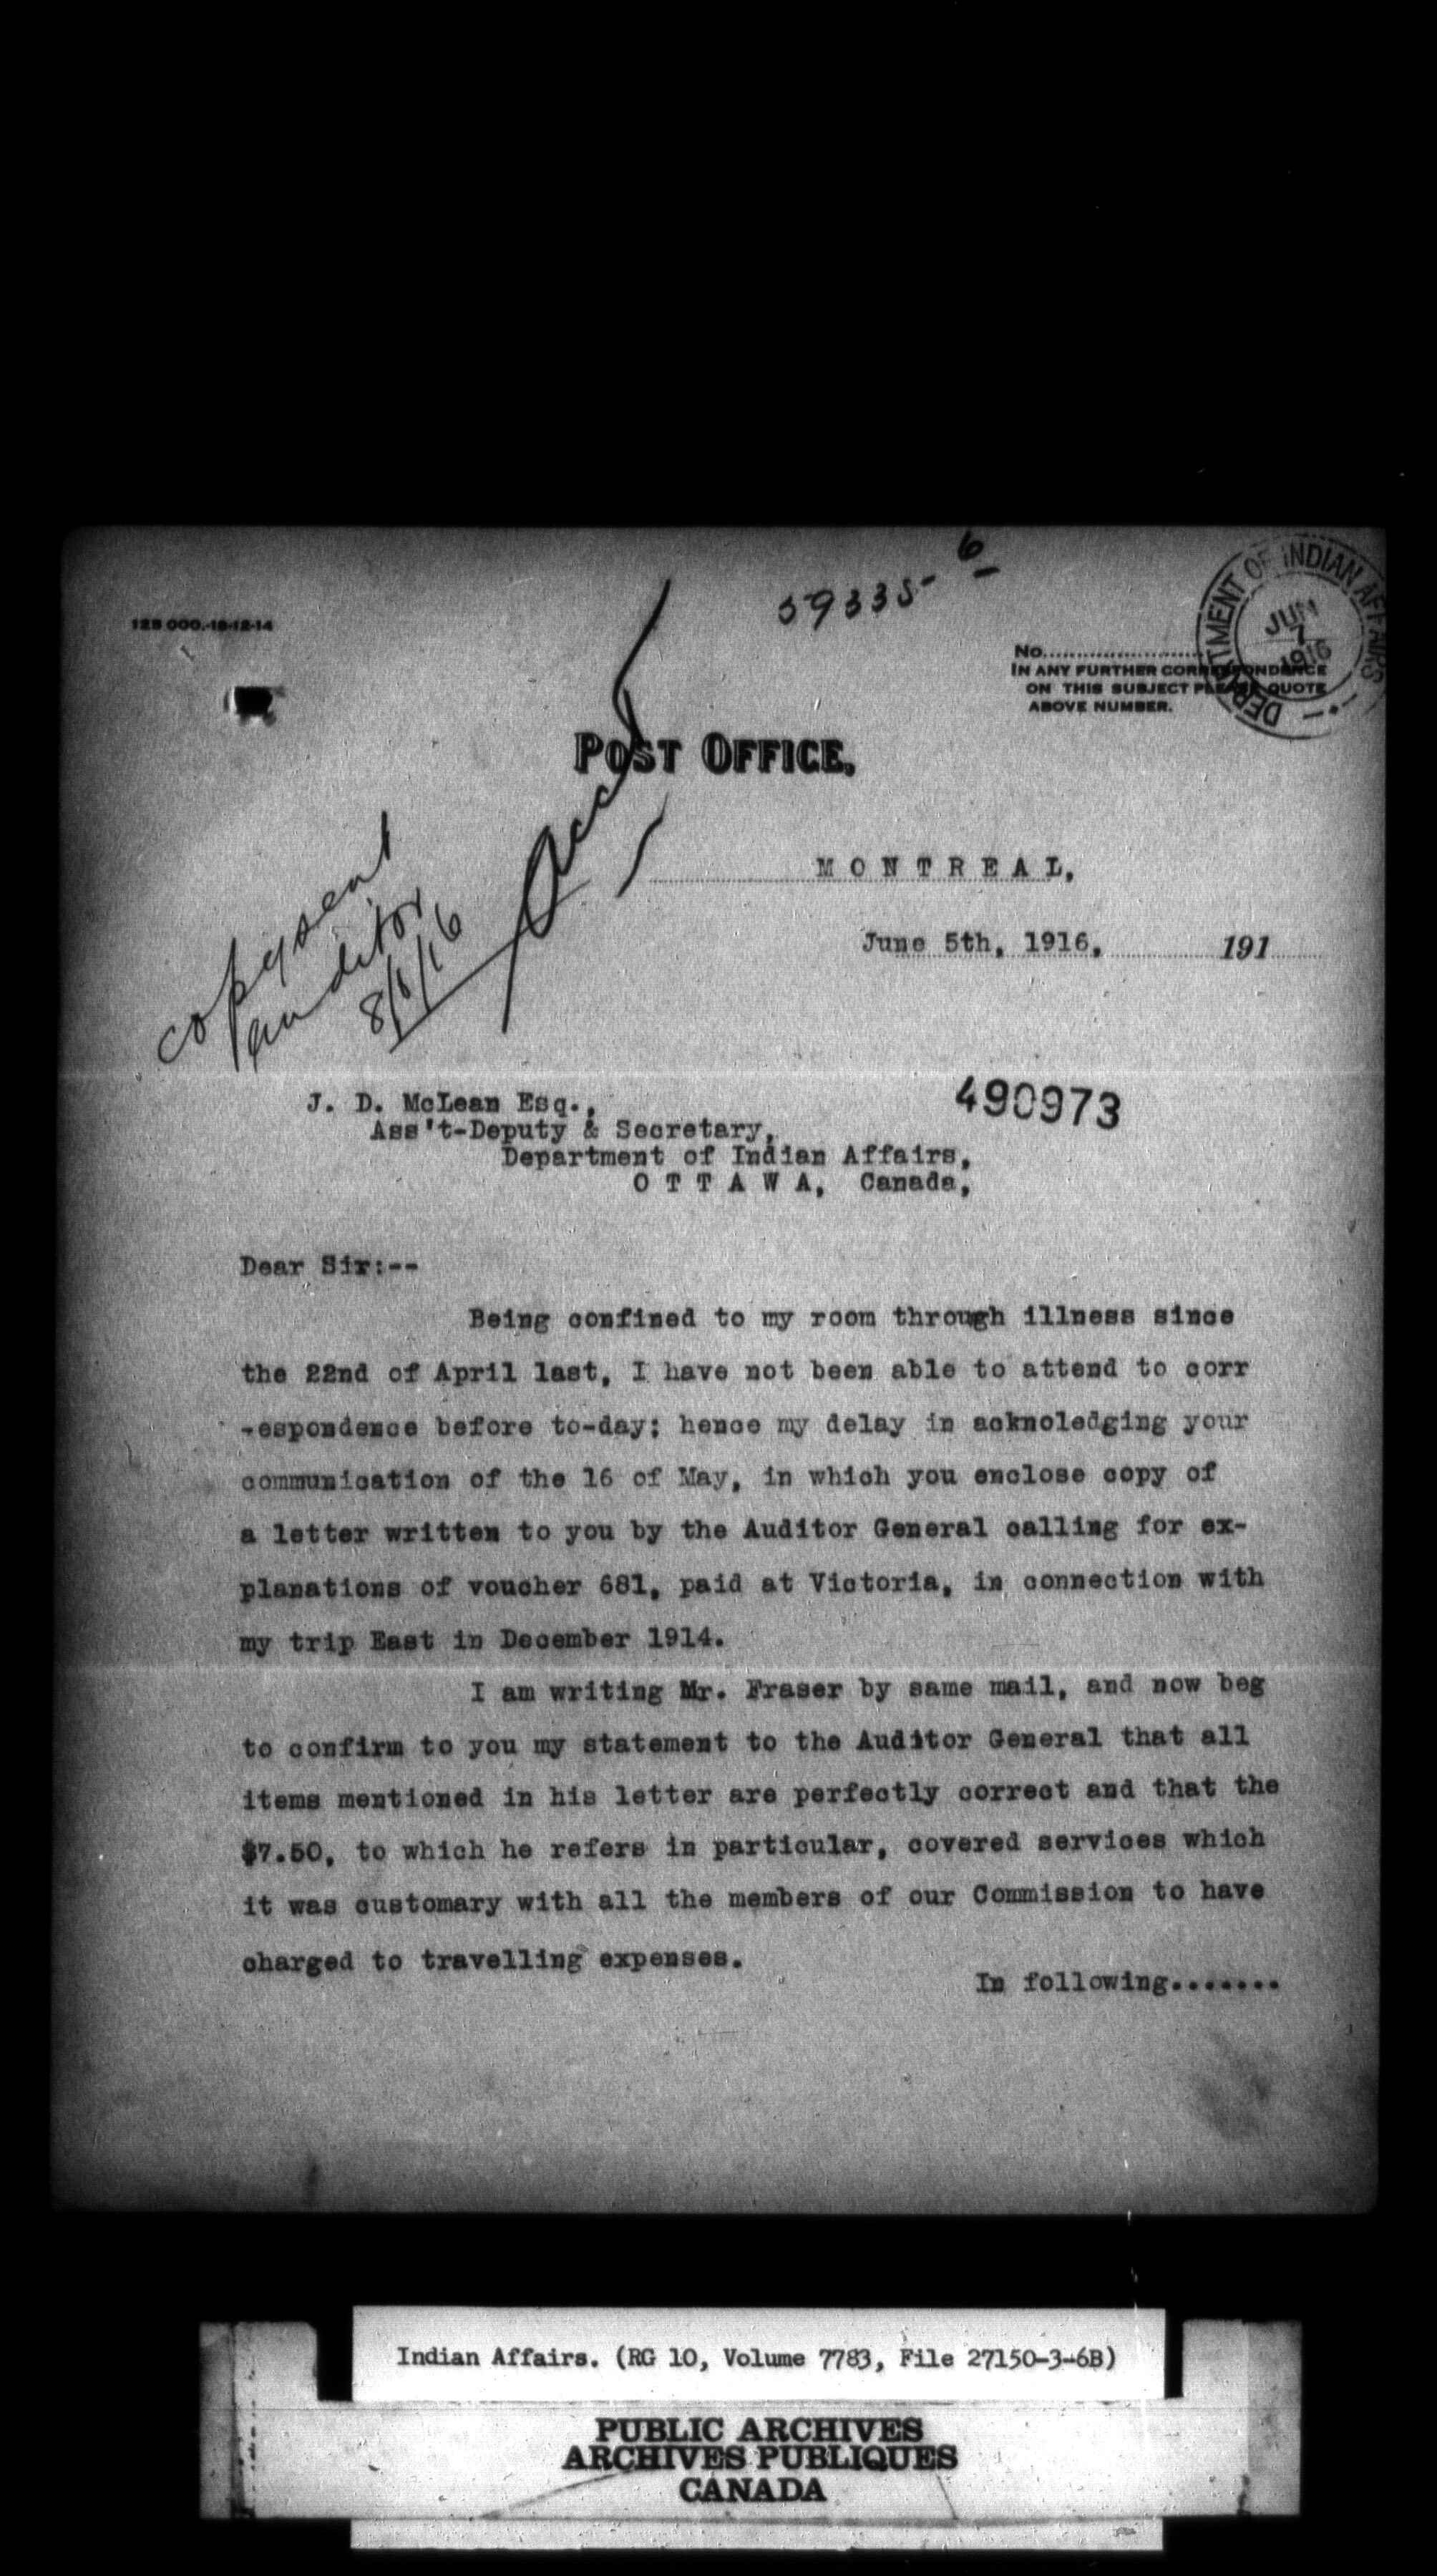 59335-6
125 000.-18-12-14
DEPARTMENT OF INDIAN AFFAIRS
JUN
7
1916
No.
IN ANY FURTHER CORRESPONDENCE
ON THIS SUBJECT PLEASE QUOTE
ABOVE NUMBER.
POST OFFICE,
MONTREAL,
June 5th, 1916, 191
copy sent
auditor
8/6/16
490973
J. D. McLean Esq.,
Ass't-Deputy & Secretary,
Department of Indian Affairs,
O T T A W A, Canada,
Dear Sir:--
Being confined to my room through illness since
the 22nd of April last, I have not been able to attend to corr
-espondence before to-day; hence my delay in acknoledging your
communication of the 16 of May, in which you enclose copy of
a letter written to you by the Auditor General calling for ex-
planations of voucher 681, paid at Victoria, in connection with
my trip East in December 1914.
I am writing Mr. Fraser by same mail, and now beg
to confirm to you my statement to the Auditor General that all
items mentioned in his letter are perfectly correct and that the
$7.50, to which he refers in particular, covered services which
it was customary with all the members of our Commission to have
charged to travelling expenses.
In following.......
Indian Affairs. (RG 10, Volume 7783, File 27150-3-6B)
PUBLIC ARCHIVES
ARCHIVES PUBLIQUES
CANADA